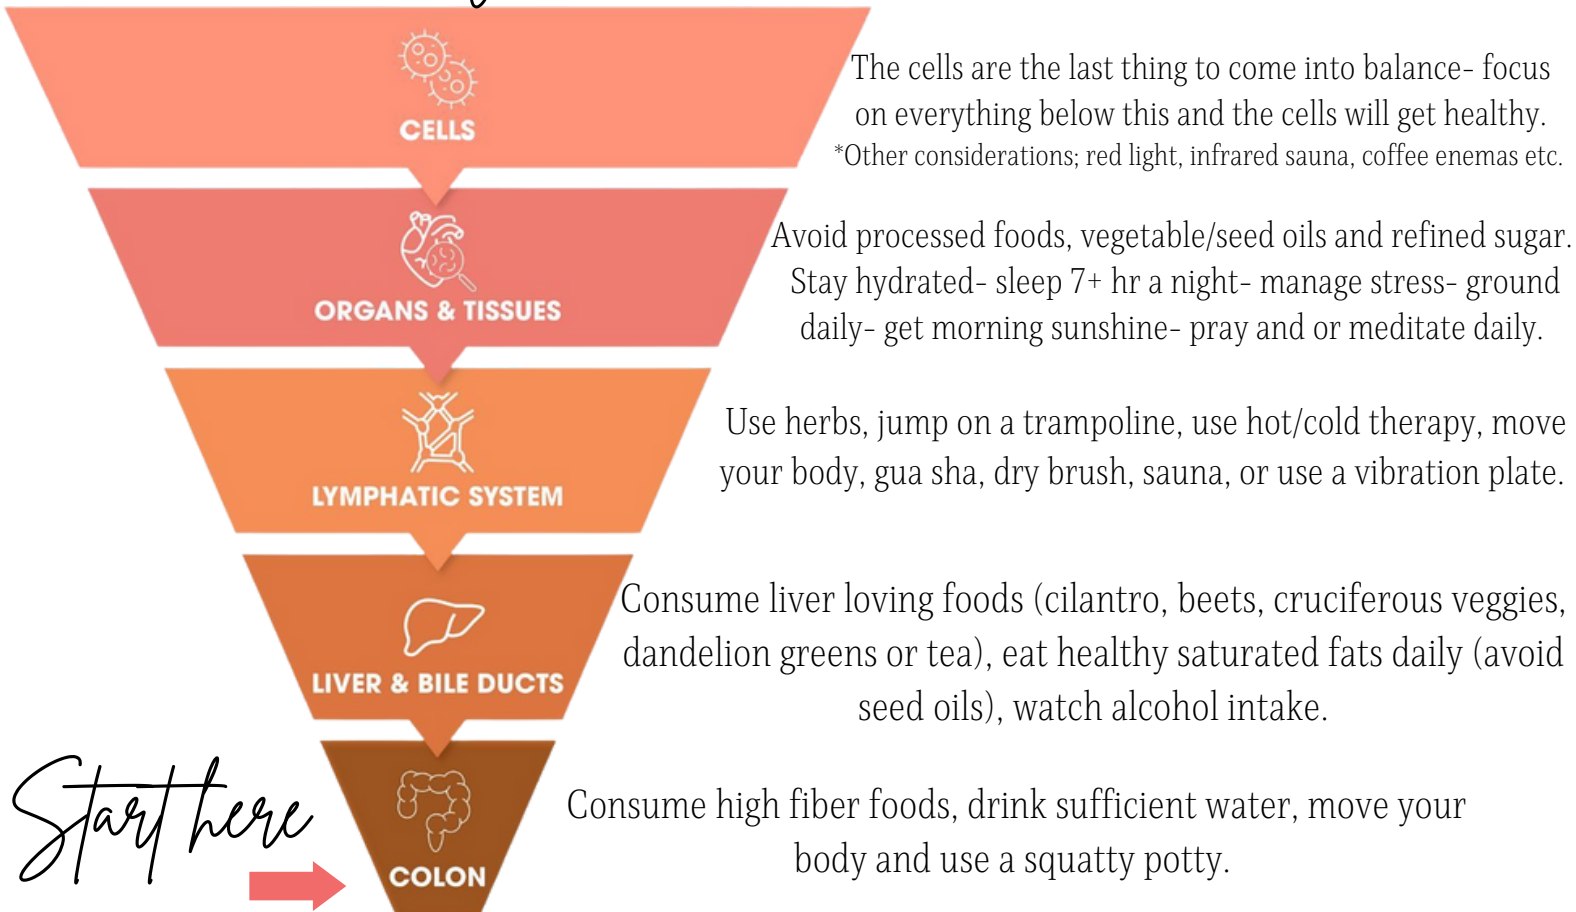 CELLS
The cells are the last thing to come into balance- focus
on everything below this and the cells will get healthy.
*Other considerations; red light, infrared sauna, coffee enemas etc.
ORGANS & TISSUES
Avoid processed foods, vegetable/seed oils and refined sugar.
Stay hydrated- sleep 7+ hr a night- manage stress- ground
daily- get morning sunshine- pray and or meditate daily.
LYMPHATIC SYSTEM
Use herbs, jump on a trampoline, use hot/cold therapy, move
your body, gua sha, dry brush, sauna, or use a vibration plate.
LIVER & BILE DUCTS
Consume liver loving foods (cilantro, beets, cruciferous veggies,
dandelion greens or tea), eat healthy saturated fats daily (avoid
seed oils), watch alcohol intake.
Start here
COLON
Consume high fiber foods, drink sufficient water, move your
body and use a squatty potty.